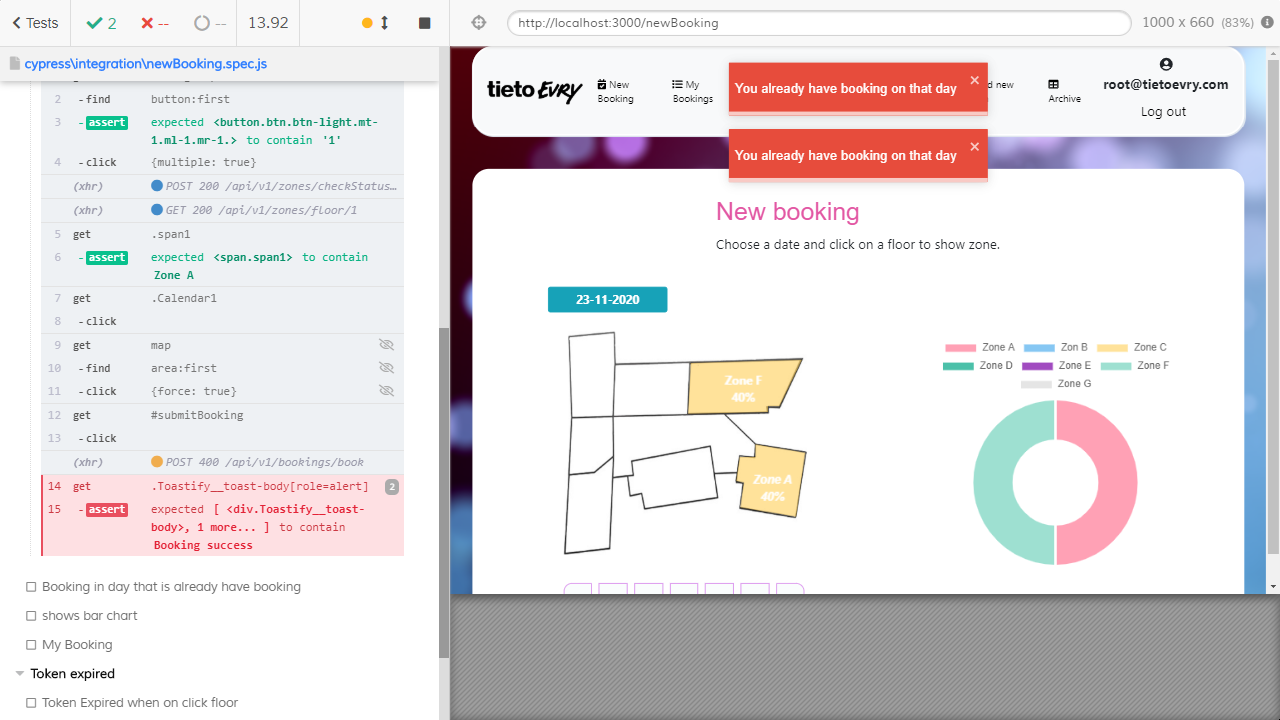 Tests
2
--
--
13.92
cypress\integration\newBooking.spec.js
2 -find button:first
3 -assert expected <button.btn.btn-light.mt-
1.ml-1.mr-1.> to contain '1'
4 -click {multiple: true}
(xhr) POST 200 /api/v1/zones/checkStatus…
(xhr) GET 200 /api/v1/zones/floor/1
5 get .span1
6 -assert expected <span.span1> to contain
Zone A
7 get .Calendar1
8 -click
9 get map
10 -find area:first
11 -click {force: true}
12 get #submitBooking
13 -click
(xhr) POST 400 /api/v1/bookings/book
14 get .Toastify__toast-body[role=alert] 2
15 -assert expected [ <div.Toastify__toast-
body>, 1 more... ] to contain
Booking success
Booking in day that is already have booking
shows bar chart
My Booking
Token expired
Token Expired when on click floor
http://localhost:3000/newBooking
1000 x 660 (83%)
tieto EVRY
New
Booking
My
Bookings
d new
Archive
root@tietoevry.com
Log out
You already have booking on that day ×
You already have booking on that day ×
New booking
Choose a date and click on a floor to show zone.
23-11-2020
Zone F
40%
Zone A
40%
Zone A Zon B Zone C
Zone D Zone E Zone F
Zone G